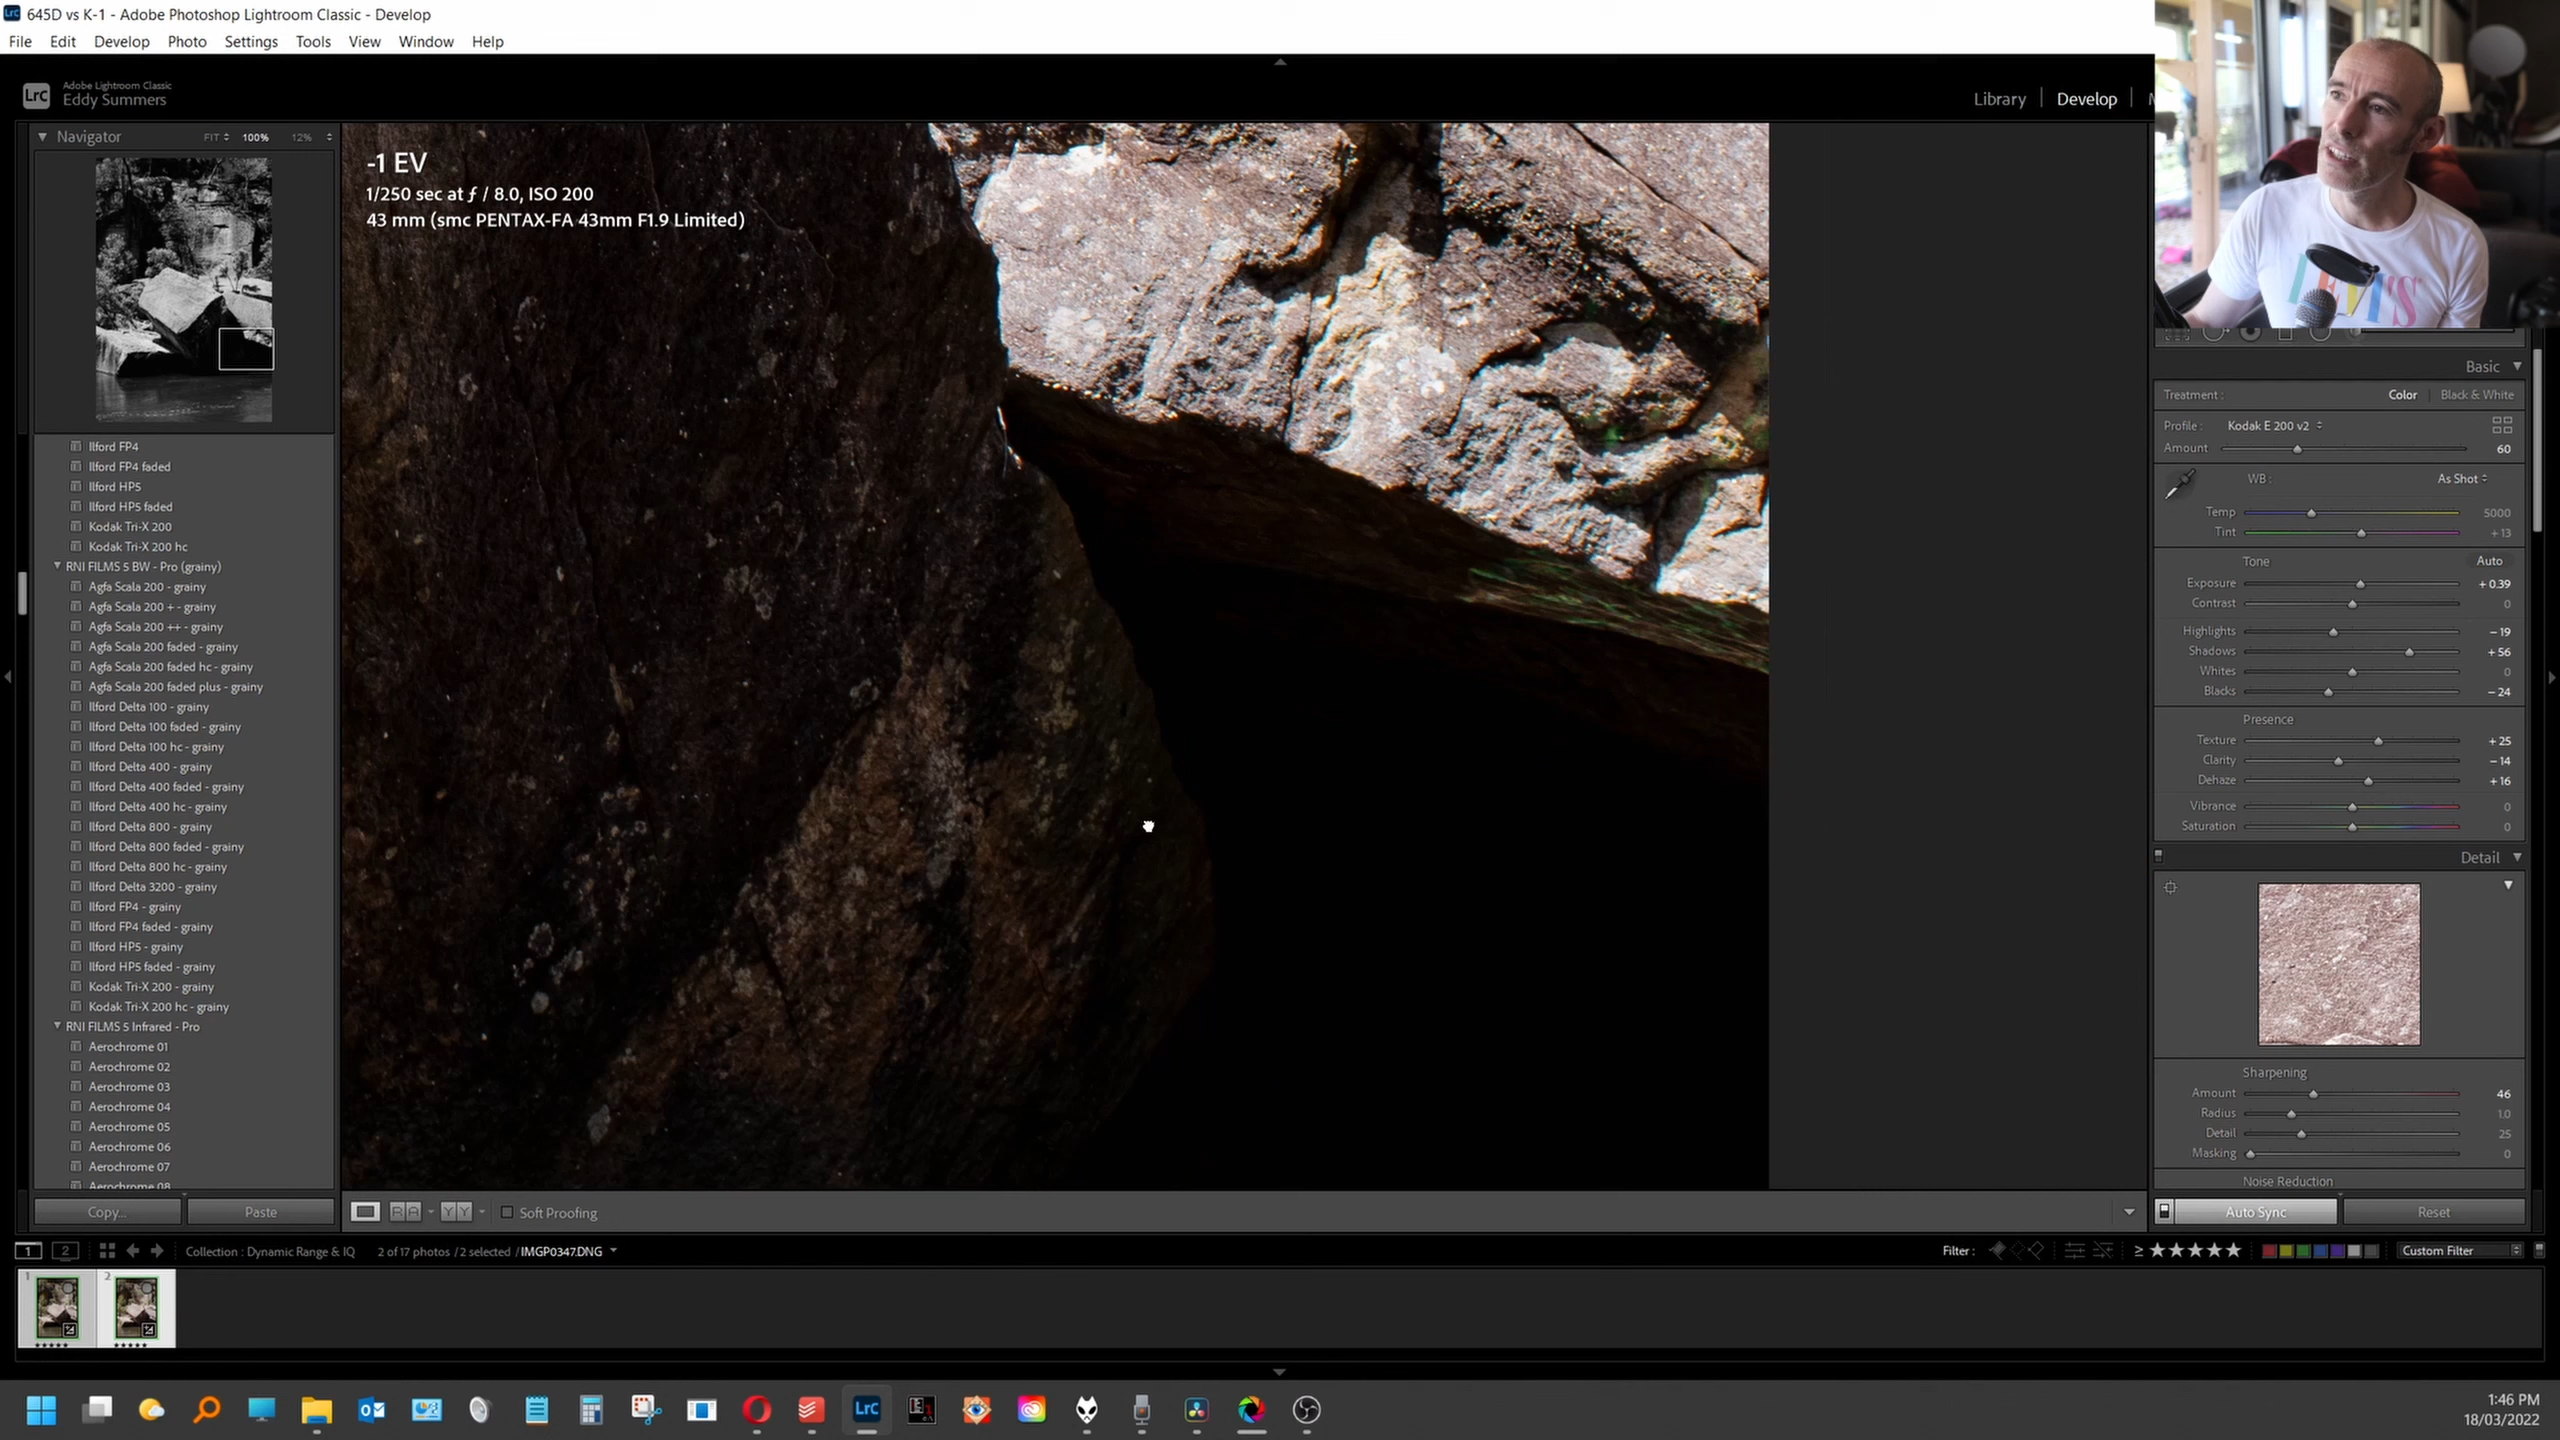 645D vs K-1 - Adobe Photoshop Lightroom Classic - Develop
File Edit Develop Photo Settings Tools View Window Help
LrC
Adobe Lightroom Classic
Eddy Summers
Library | Develop |
Navigator FIT 100% 12%
-1 EV
1/250 sec at ƒ / 8.0, ISO 200
43 mm (smc PENTAX-FA 43mm F1.9 Limited)
LEVI'S
Ilford FP4
Ilford FP4 faded
Ilford HP5
Ilford HP5 faded
Kodak Tri-X 200
Kodak Tri-X 200 hc
RNI FILMS 5 BW - Pro (grainy)
Agfa Scala 200 - grainy
Agfa Scala 200 + - grainy
Agfa Scala 200 ++ - grainy
Agfa Scala 200 faded - grainy
Agfa Scala 200 faded hc - grainy
Agfa Scala 200 faded plus - grainy
Ilford Delta 100 - grainy
Ilford Delta 100 faded - grainy
Ilford Delta 100 hc - grainy
Ilford Delta 400 - grainy
Ilford Delta 400 faded - grainy
Ilford Delta 400 hc - grainy
Ilford Delta 800 - grainy
Ilford Delta 800 faded - grainy
Ilford Delta 800 hc - grainy
Ilford Delta 3200 - grainy
Ilford FP4 - grainy
Ilford FP4 faded - grainy
Ilford HP5 - grainy
Ilford HP5 faded - grainy
Kodak Tri-X 200 - grainy
Kodak Tri-X 200 hc - grainy
RNI FILMS 5 Infrared - Pro
Aerochrome 01
Aerochrome 02
Aerochrome 03
Aerochrome 04
Aerochrome 05
Aerochrome 06
Aerochrome 07
Aerochrome 08
Copy... Paste
Basic
Treatment : Color | Black & White
Profile : Kodak E 200 v2
Amount 60
WB : As Shot
Temp 5000
Tint + 13
Tone Auto
Exposure + 0.39
Contrast 0
Highlights – 19
Shadows + 56
Whites 0
Blacks – 24
Presence
Texture + 25
Clarity – 14
Dehaze + 16
Vibrance 0
Saturation 0
Detail
Sharpening
Amount 46
Radius 1.0
Detail 25
Masking 0
Noise Reduction
Auto Sync Reset
R A Y Y Soft Proofing
1 2 Collection : Dynamic Range & IQ 2 of 17 photos / 2 selected / IMGP0347.DNG
Filter : ≥ ★★★★★ Custom Filter
1 2
LrC
1:46 PM
18/03/2022